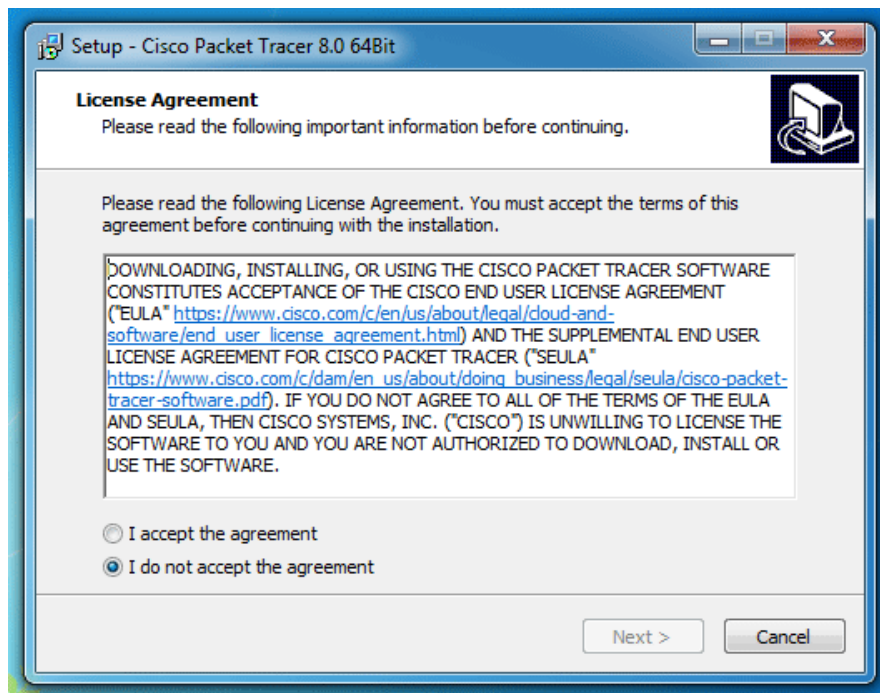 Setup - Cisco Packet Tracer 8.0 64Bit
License Agreement
Please read the following important information before continuing.
Please read the following License Agreement. You must accept the terms of this
agreement before continuing with the installation.
DOWNLOADING, INSTALLING, OR USING THE CISCO PACKET TRACER SOFTWARE
CONSTITUTES ACCEPTANCE OF THE CISCO END USER LICENSE AGREEMENT
("EULA" https://www.cisco.com/c/en/us/about/legal/cloud-and-
software/end_user_license_agreement.html) AND THE SUPPLEMENTAL END USER
LICENSE AGREEMENT FOR CISCO PACKET TRACER ("SEULA"
https://www.cisco.com/c/dam/en_us/about/doing_business/legal/seula/cisco-packet-
tracer-software.pdf). IF YOU DO NOT AGREE TO ALL OF THE TERMS OF THE EULA
AND SEULA, THEN CISCO SYSTEMS, INC. ("CISCO") IS UNWILLING TO LICENSE THE
SOFTWARE TO YOU AND YOU ARE NOT AUTHORIZED TO DOWNLOAD, INSTALL OR
USE THE SOFTWARE.
I accept the agreement
I do not accept the agreement
Next >
Cancel